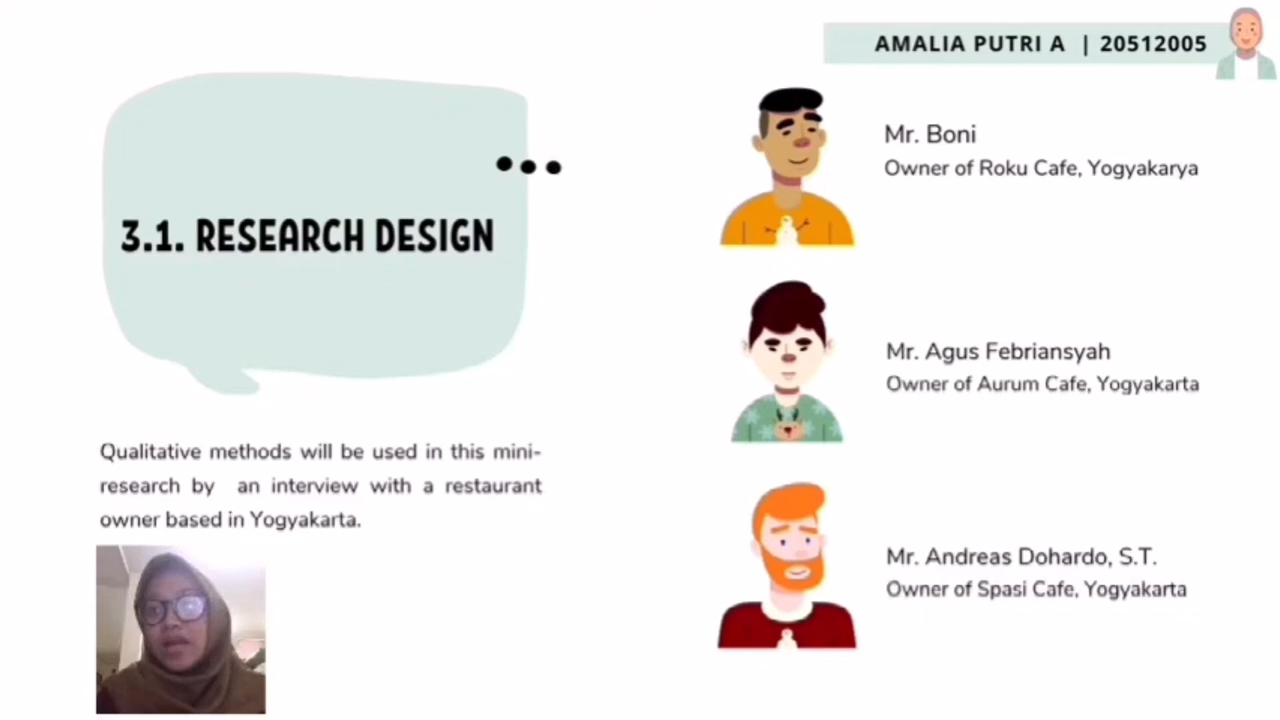 AMALIA PUTRI A | 20512005
3.1. RESEARCH DESIGN
Qualitative methods will be used in this mini-
research by an interview with a restaurant
owner based in Yogyakarta.
Mr. Boni
Owner of Roku Cafe, Yogyakarya
Mr. Agus Febriansyah
Owner of Aurum Cafe, Yogyakarta
Mr. Andreas Dohardo, S.T.
Owner of Spasi Cafe, Yogyakarta